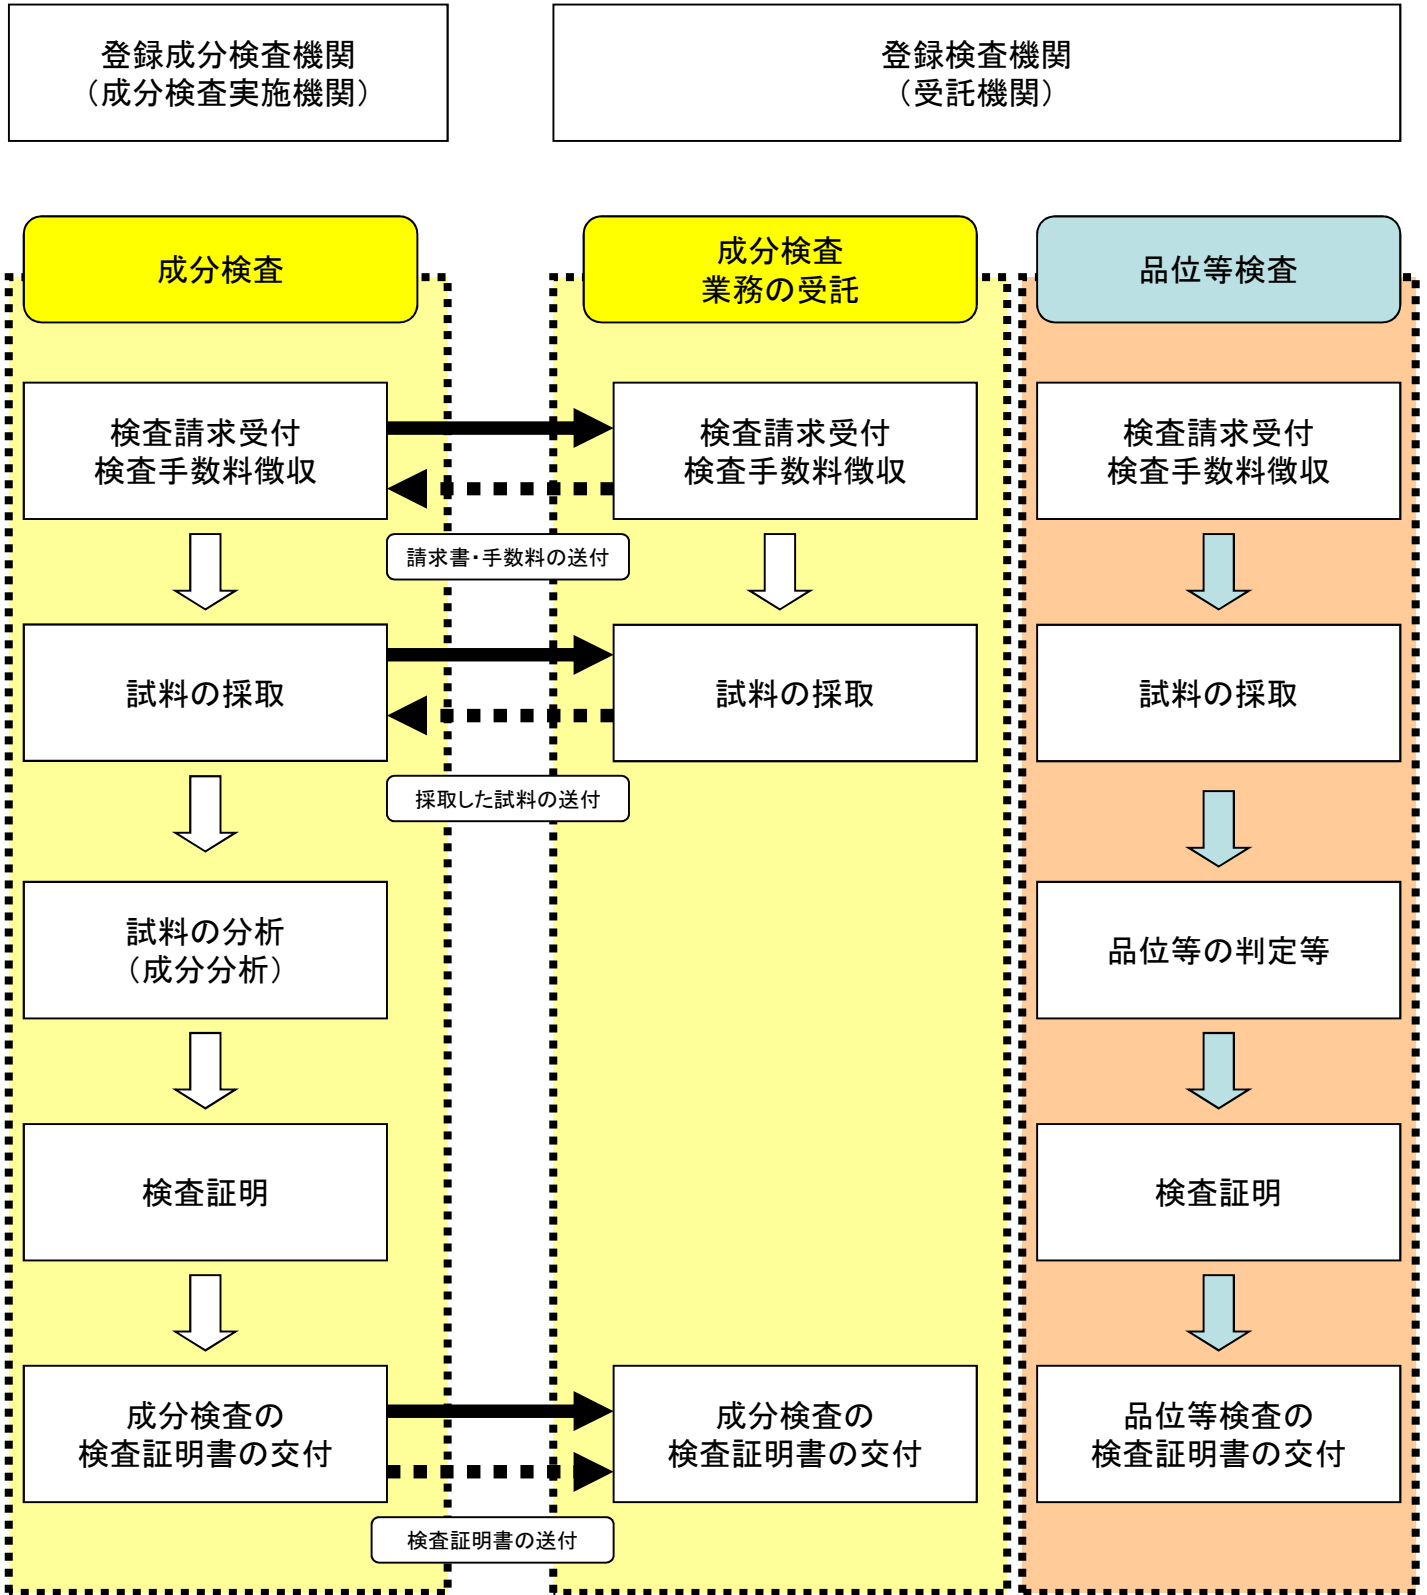 登録成分検査機関
（成分検査実施機関）
登録検査機関
（受託機関）
成分検査
成分検査
業務の受託
品位等検査
検査請求受付
検査手数料徴収
検査請求受付
検査手数料徴収
検査請求受付
検査手数料徴収
請求書・手数料の送付
試料の採取
試料の採取
試料の採取
採取した試料の送付
試料の分析
（成分分析）
品位等の判定等
検査証明
検査証明
成分検査の
検査証明書の交付
成分検査の
検査証明書の交付
品位等検査の
検査証明書の交付
検査証明書の送付